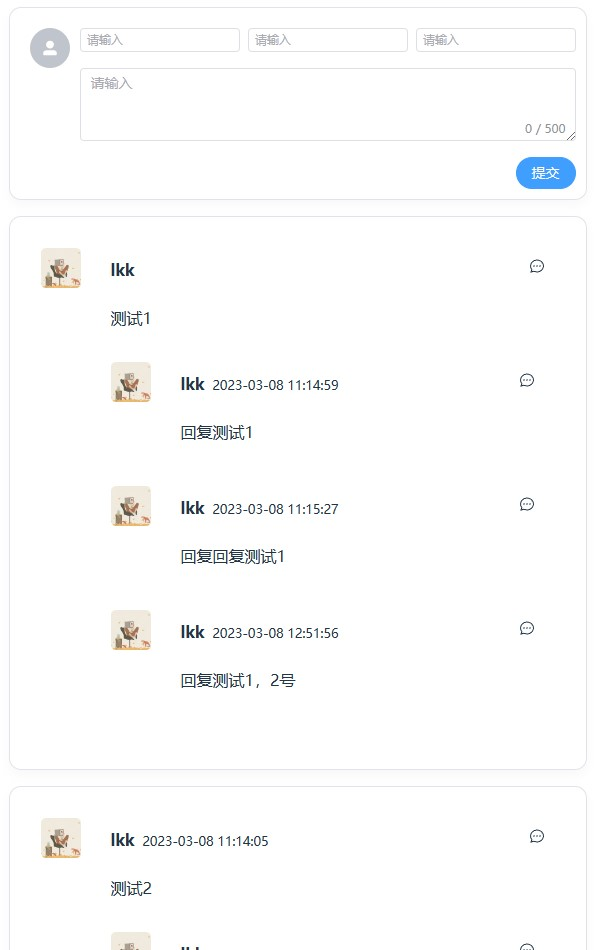 请输入 请输入 请输入
请输入
0 / 500
提交
lkk
测试1
lkk 2023-03-08 11:14:59
回复测试1
lkk 2023-03-08 11:15:27
回复回复测试1
lkk 2023-03-08 12:51:56
回复测试1，2号
lkk 2023-03-08 11:14:05
测试2